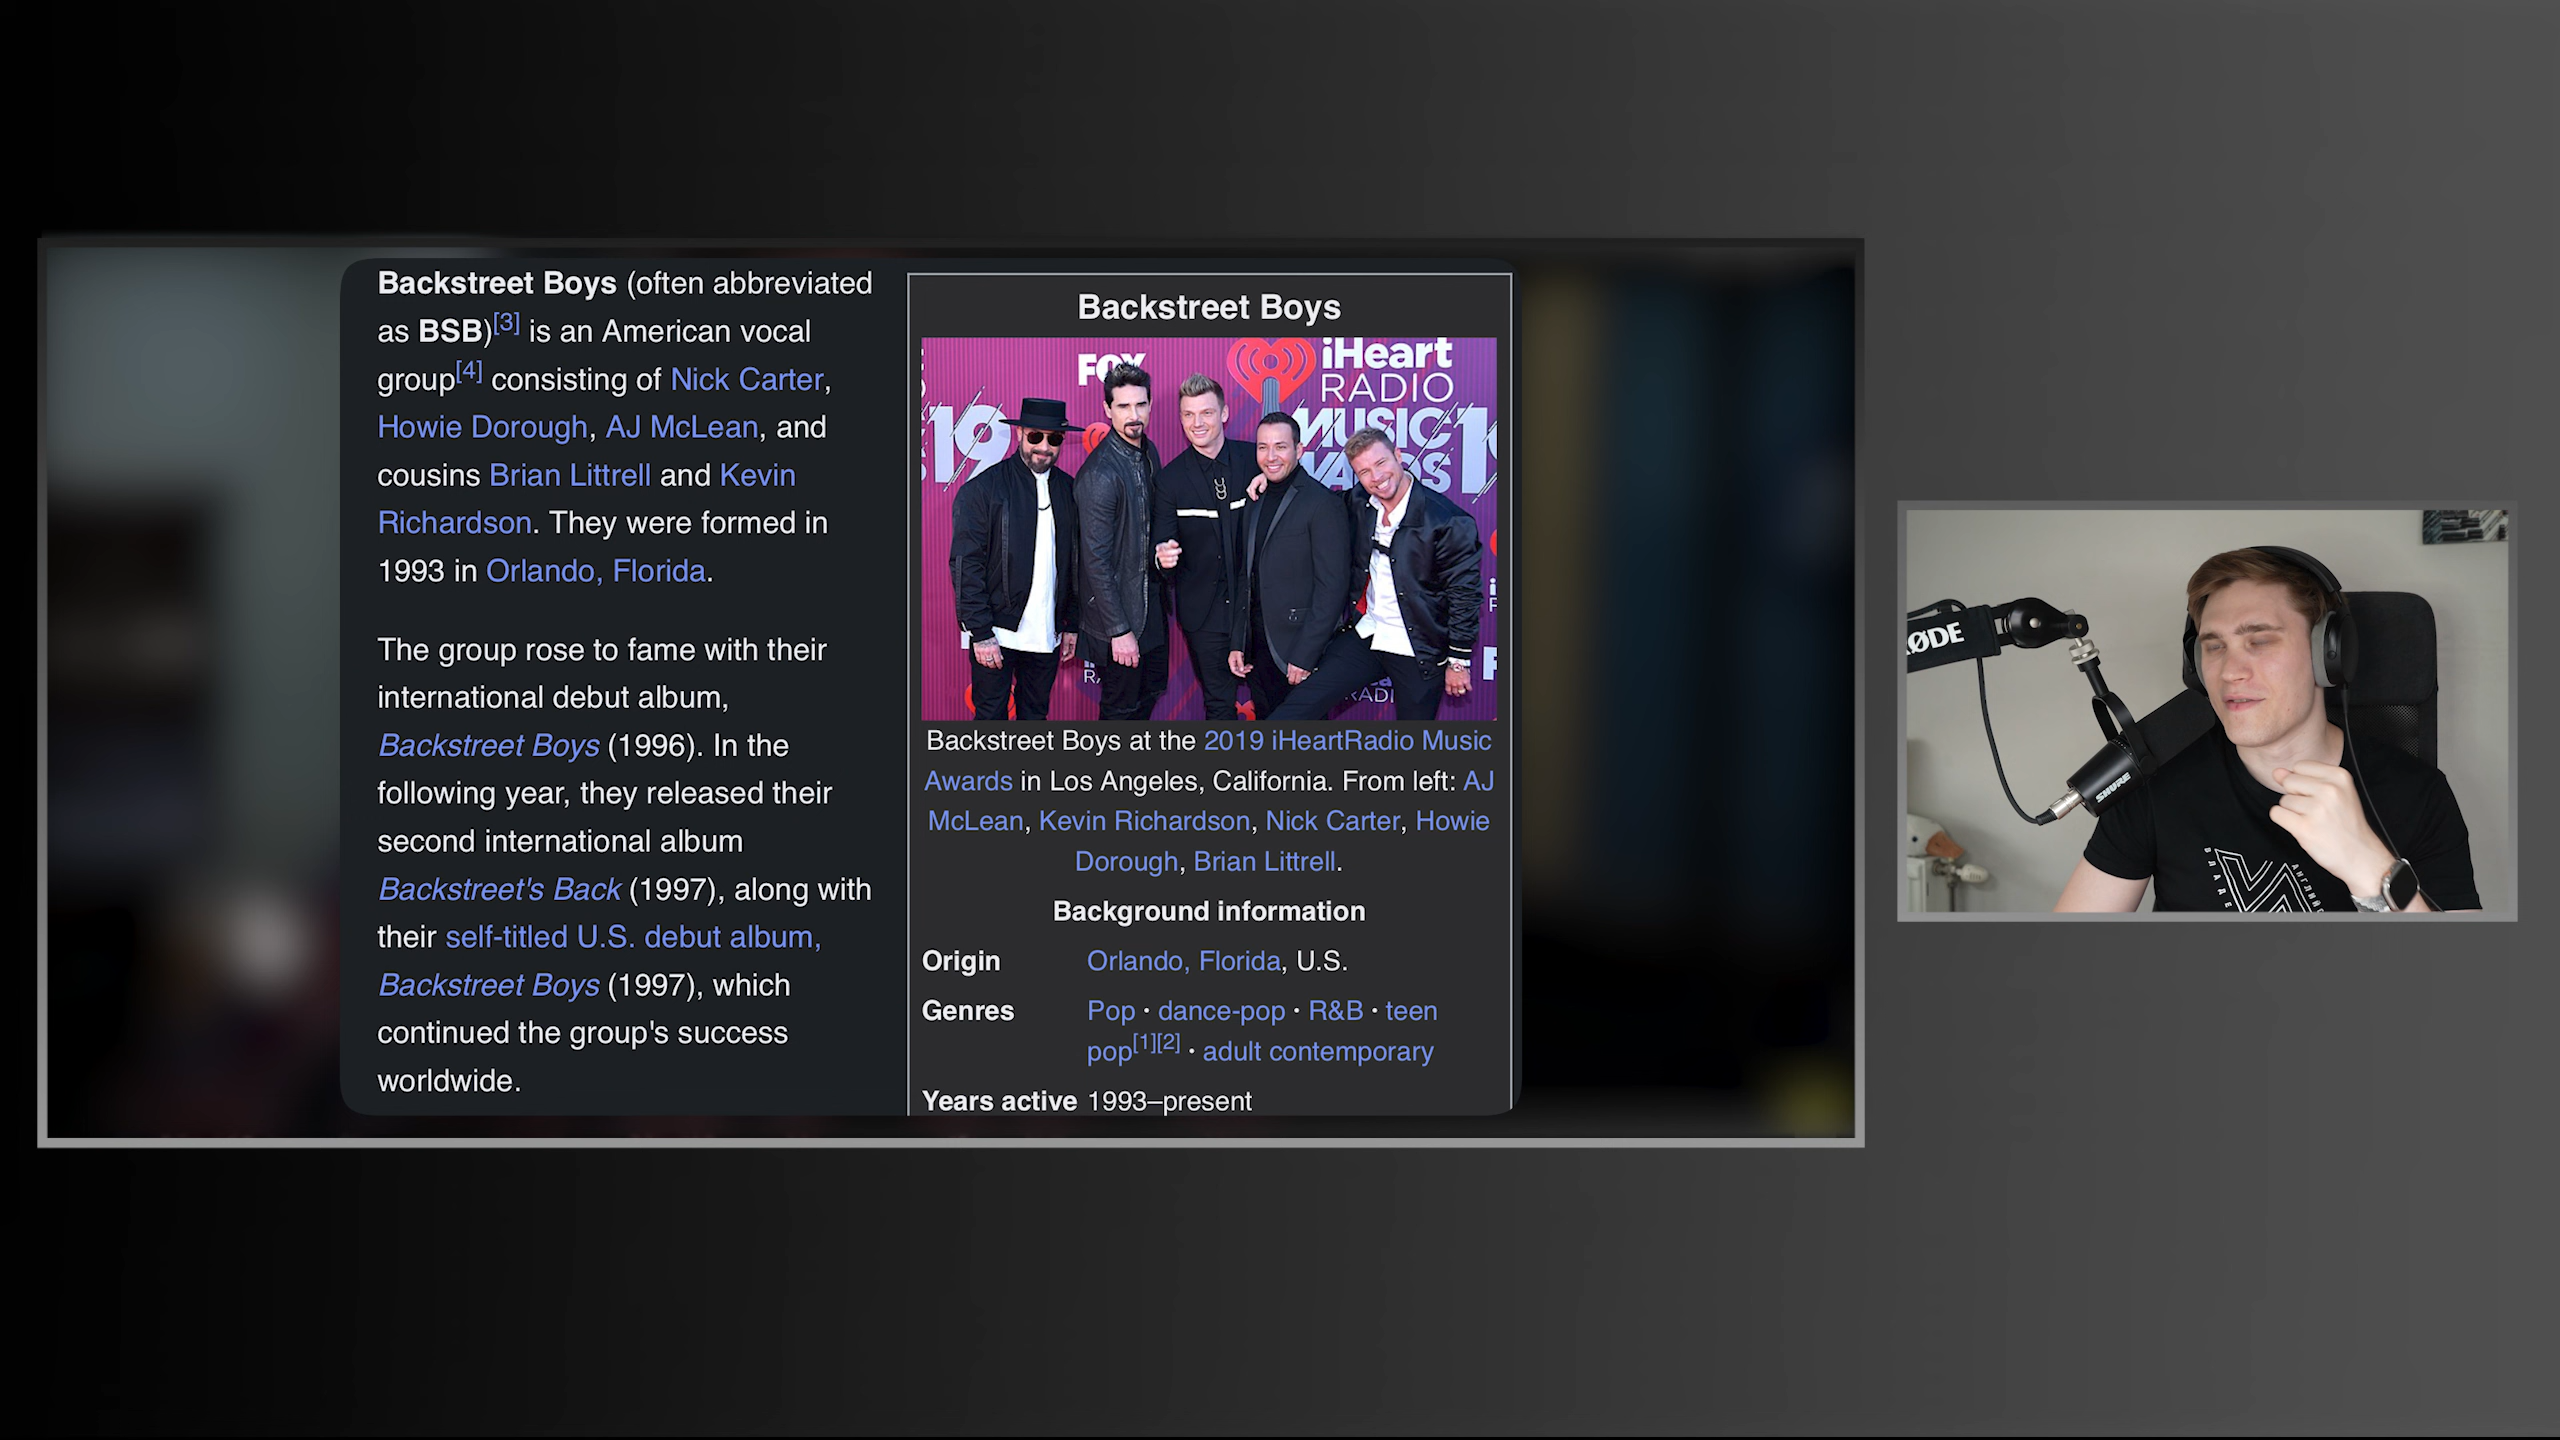 Backstreet Boys (often abbreviated
as BSB)[3] is an American vocal
group[4] consisting of Nick Carter,
Howie Dorough, AJ McLean, and
cousins Brian Littrell and Kevin
Richardson. They were formed in
1993 in Orlando, Florida.
The group rose to fame with their
international debut album,
Backstreet Boys (1996). In the
following year, they released their
second international album
Backstreet's Back (1997), along with
their self-titled U.S. debut album,
Backstreet Boys (1997), which
continued the group's success
worldwide.
Backstreet Boys
FOX
iHeart
RADIO
MUSIC
19
Backstreet Boys at the 2019 iHeartRadio Music
Awards in Los Angeles, California. From left: AJ
McLean, Kevin Richardson, Nick Carter, Howie
Dorough, Brian Littrell.
Background information
Origin Orlando, Florida, U.S.
Genres Pop · dance-pop · R&B · teen
pop[1][2] · adult contemporary
Years active 1993–present
RØDE
SHURE